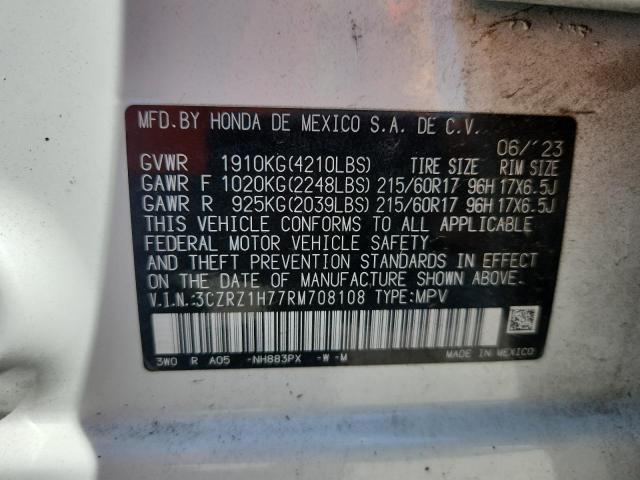 MFD.BY HONDA DE MEXICO S.A. DE C.V.
06/'23
GVWR 1910KG(4210LBS) TIRE SIZE RIM SIZE
GAWR F 1020KG(2248LBS) 215/60R17 96H 17X6.5J
GAWR R 925KG(2039LBS) 215/60R17 96H 17X6.5J
THIS VEHICLE CONFORMS TO ALL APPLICABLE
FEDERAL MOTOR VEHICLE SAFETY
AND THEFT PREVENTION STANDARDS IN EFFECT
ON THE DATE OF MANUFACTURE SHOWN ABOVE.
V.I.N.:3CZRZ1H77RM708108 TYPE:MPV
3W0 R A05 -NH883PX -W-M MADE IN MEXICO